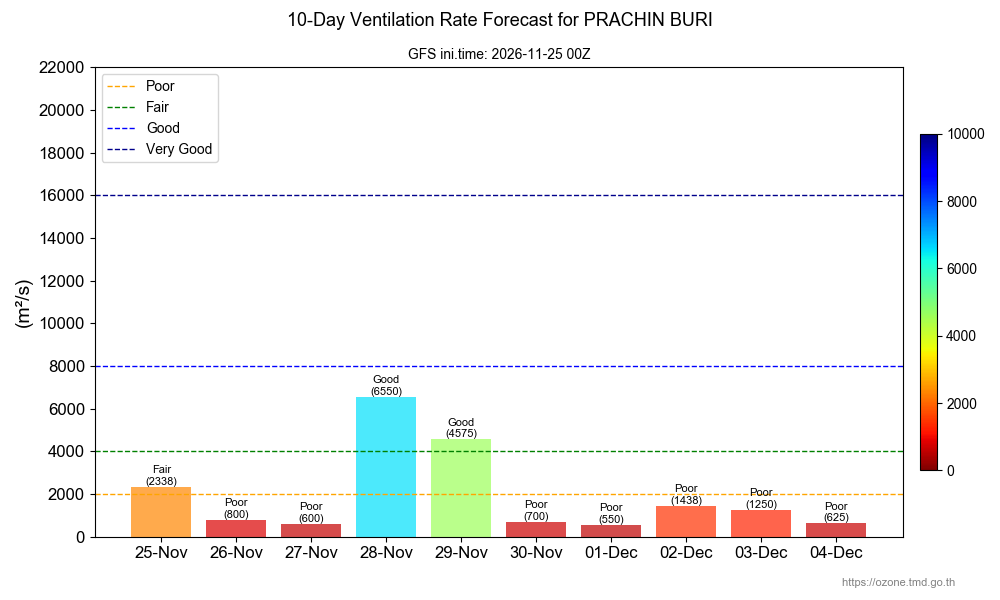 10-Day Ventilation Rate Forecast for PRACHIN BURI
GFS ini.time: 2026-11-25 00Z
(m²/s)
22000
20000
18000
16000
14000
12000
10000
8000
6000
4000
2000
0
Poor
Fair
Good
Very Good
Fair
(2338)
Poor
(800)
Poor
(600)
Good
(6550)
Good
(4575)
Poor
(700)
Poor
(550)
Poor
(1438)
Poor
(1250)
Poor
(625)
25-Nov 26-Nov 27-Nov 28-Nov 29-Nov 30-Nov 01-Dec 02-Dec 03-Dec 04-Dec
10000
8000
6000
4000
2000
0
https://ozone.tmd.go.th